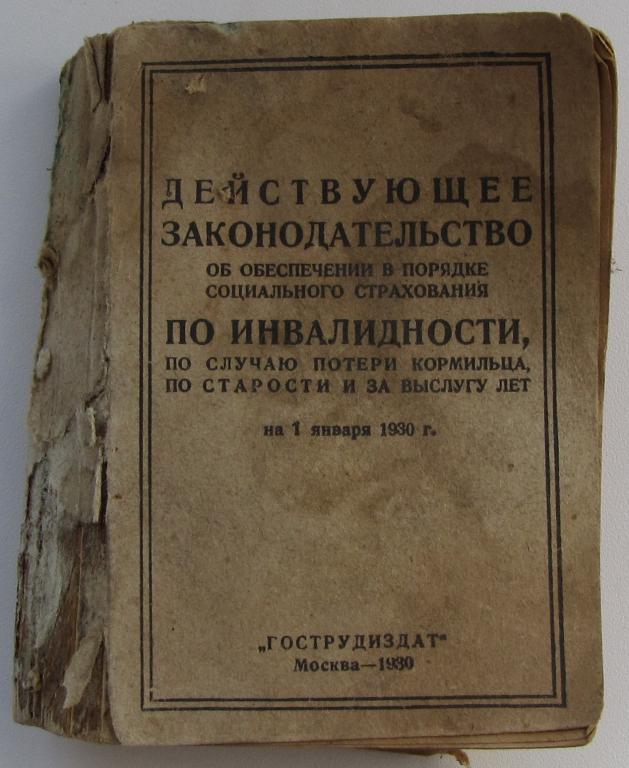 ДЕЙСТВУЮЩЕЕ
ЗАКОНОДАТЕЛЬСТВО
ОБ ОБЕСПЕЧЕНИИ В ПОРЯДКЕ
СОЦИАЛЬНОГО СТРАХОВАНИЯ
ПО ИНВАЛИДНОСТИ,
ПО СЛУЧАЮ ПОТЕРИ КОРМИЛЬЦА,
ПО СТАРОСТИ И ЗА ВЫСЛУГУ ЛЕТ
на 1 января 1930 г.
„ГОСТРУДИЗДАТ“
Москва—1930